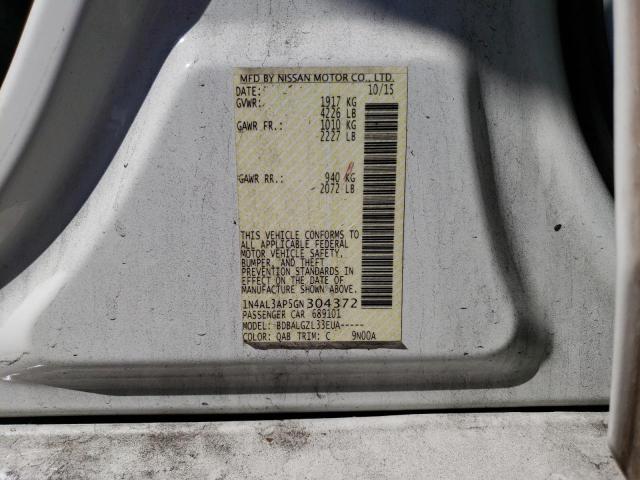 MFD BY NISSAN MOTOR CO., LTD.
DATE: 10/15
GVWR: 1917 KG
4226 LB
GAWR FR.: 1010 KG
2227 LB
GAWR RR.: 940 KG
2072 LB
THIS VEHICLE CONFORMS TO
ALL APPLICABLE FEDERAL
MOTOR VEHICLE SAFETY,
BUMPER, AND THEFT
PREVENTION STANDARDS IN
EFFECT ON THE DATE OF
MANUFACTURE SHOWN ABOVE.
1N4AL3AP5GN304372
PASSENGER CAR 689101
MODEL: BDBALGZL33EUA-----
COLOR: QAB TRIM: C 9N00A